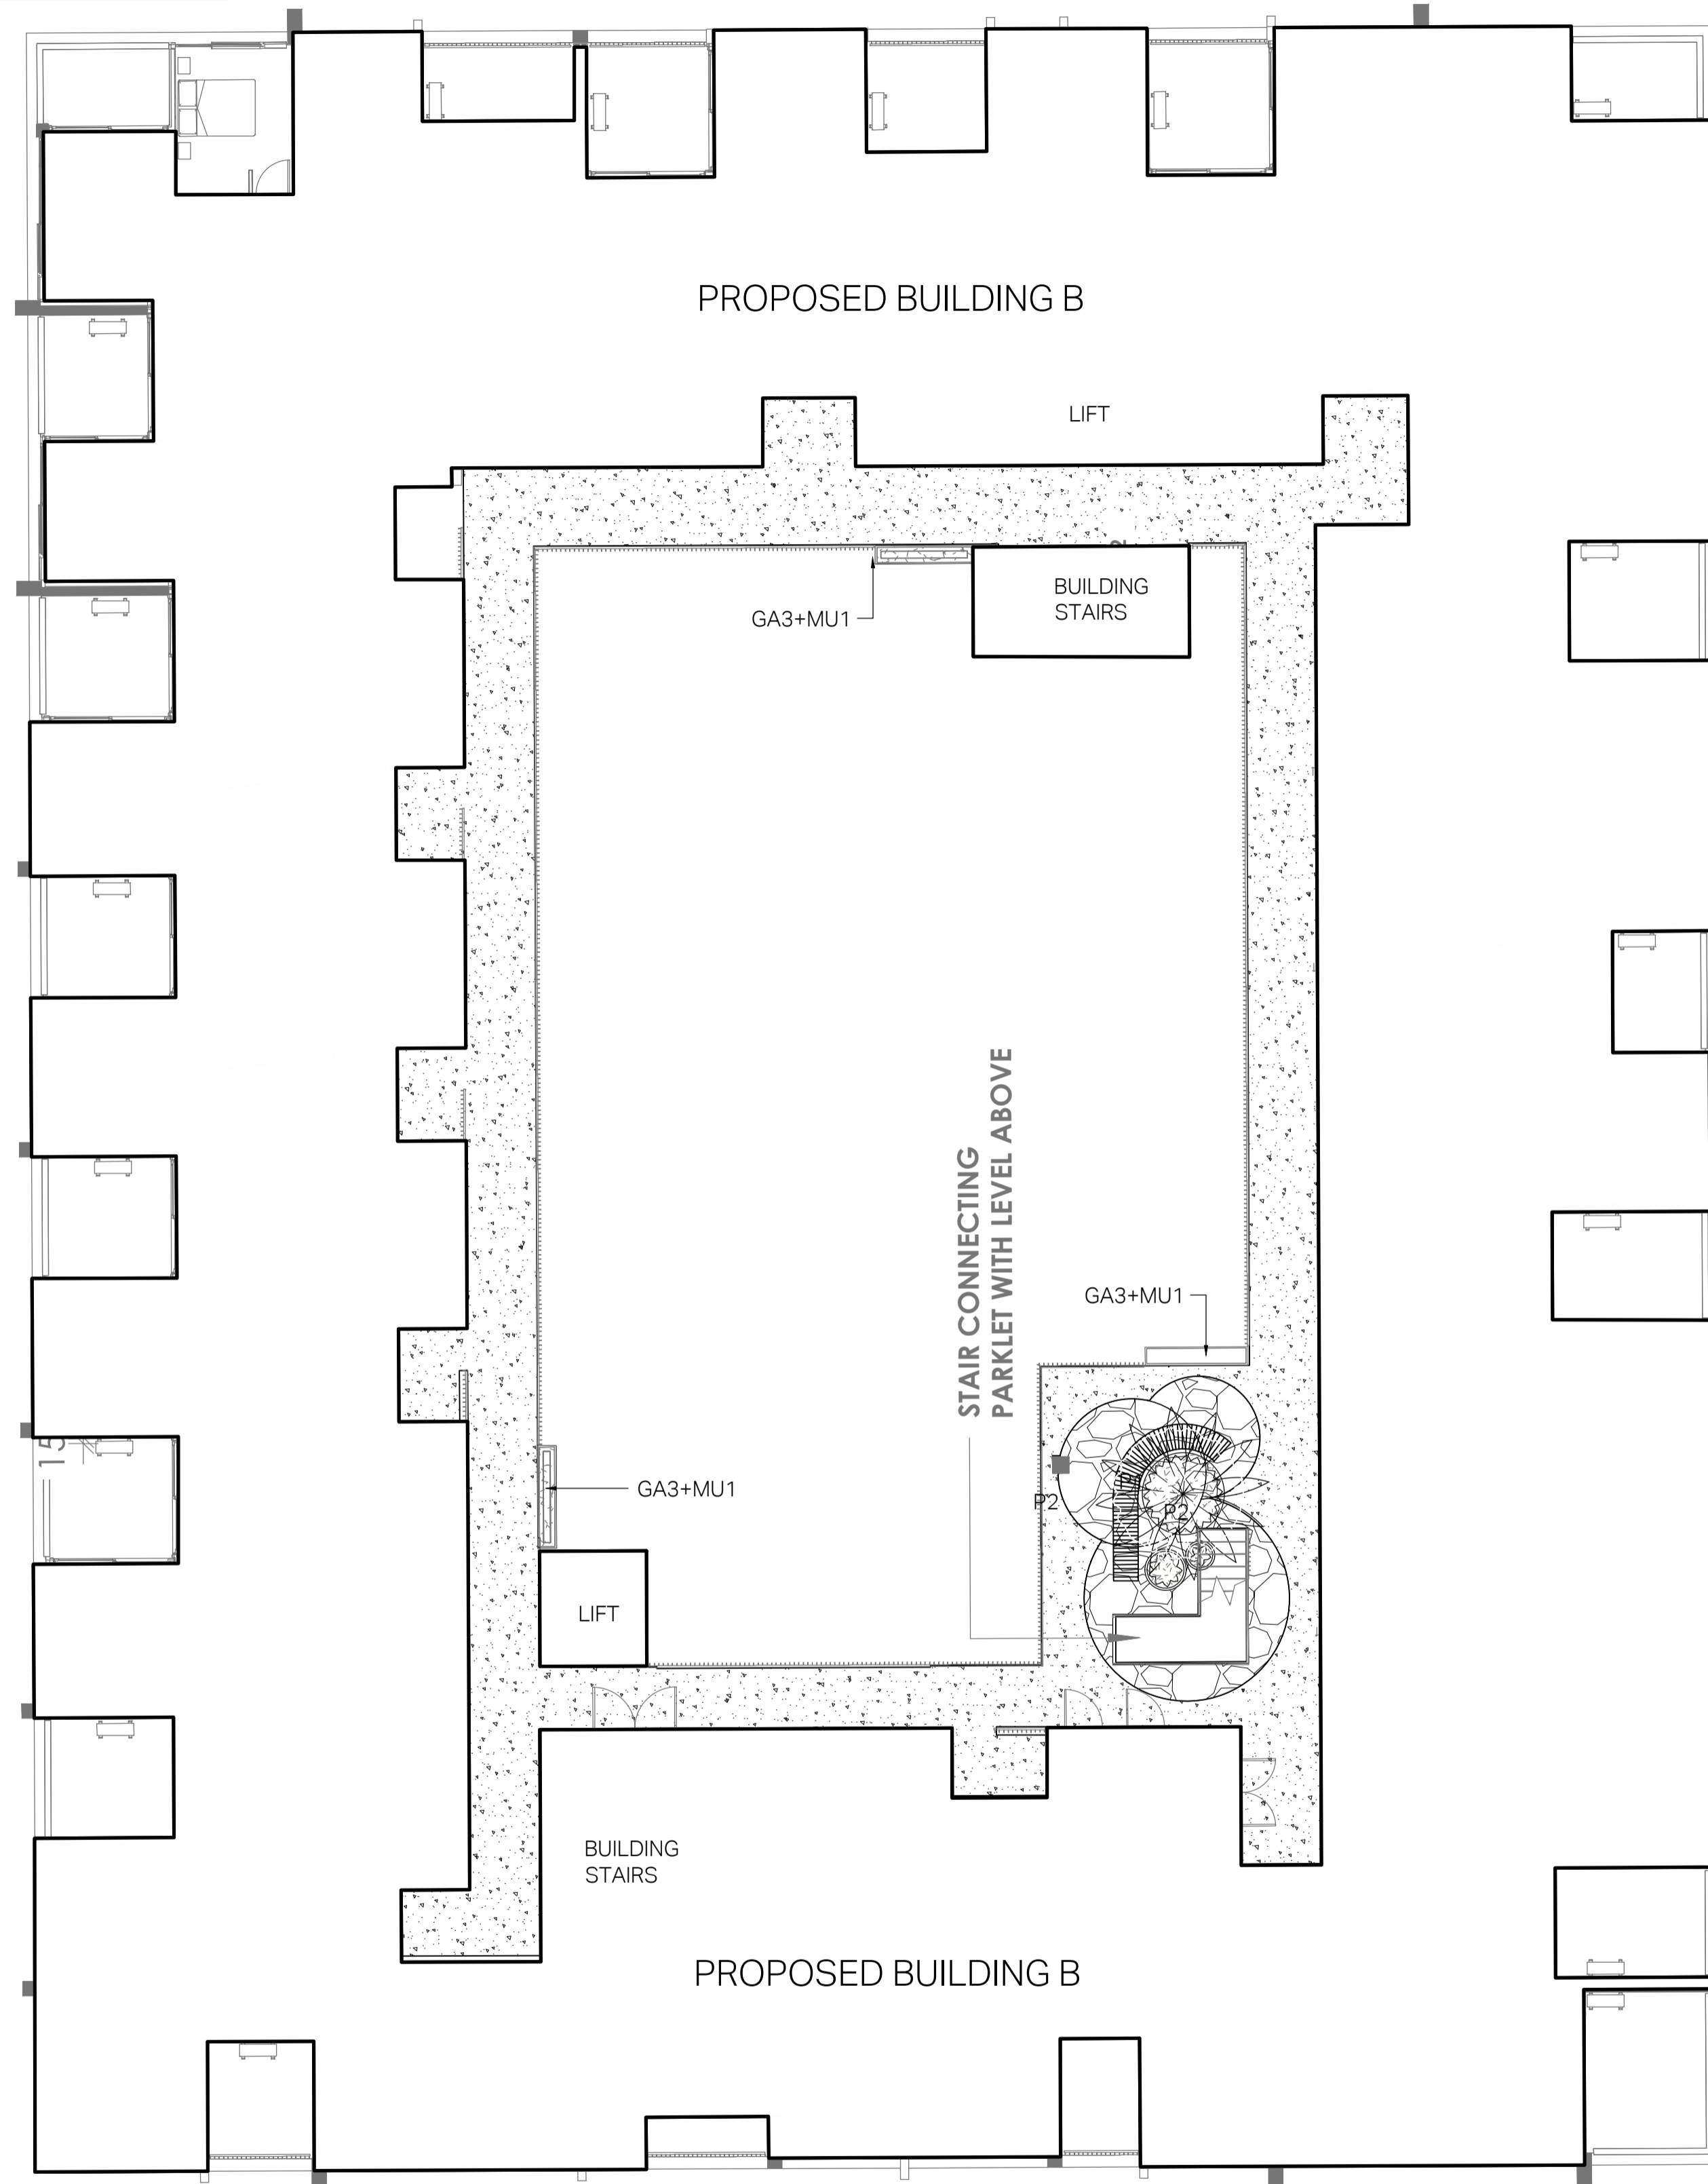 PROPOSED BUILDING B
LIFT
BUILDING
STAIRS
GA3+MU1
STAIR CONNECTING
PARKLET WITH LEVEL ABOVE
GA3+MU1
15
GA3+MU1
P2
P2
LIFT
BUILDING
STAIRS
PROPOSED BUILDING B